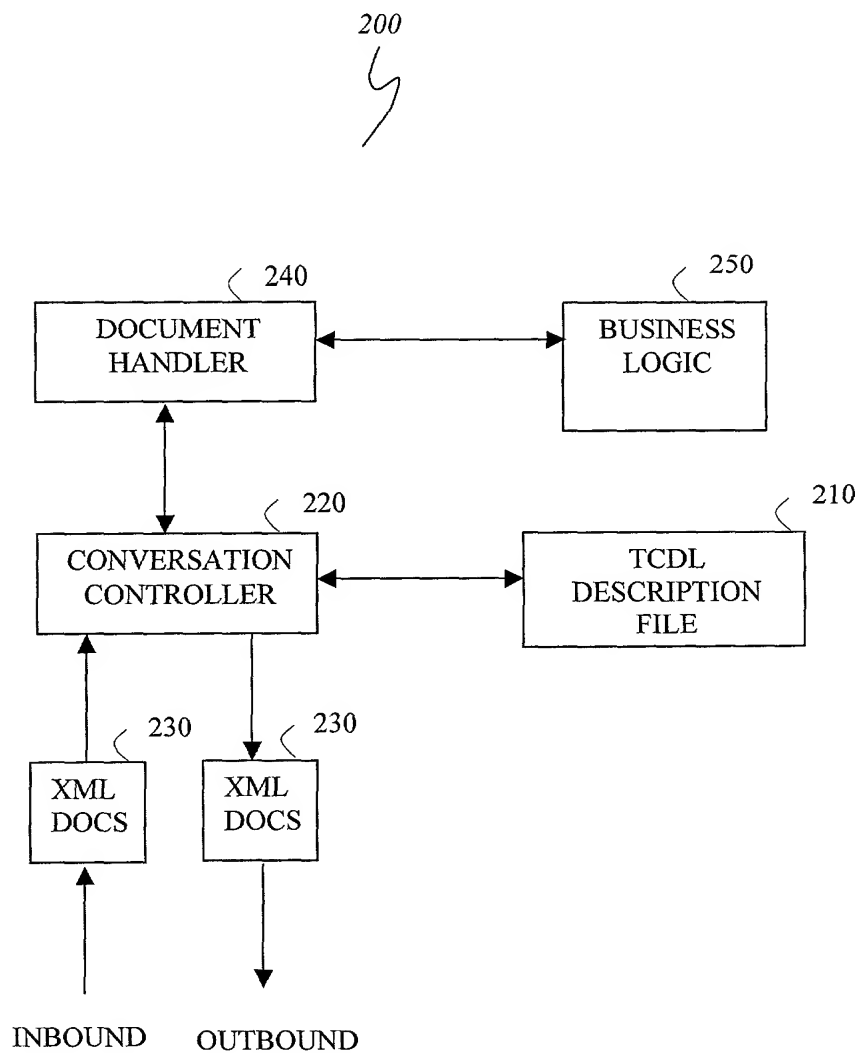 200
240
DOCUMENT
HANDLER
250
BUSINESS
LOGIC
220
CONVERSATION
CONTROLLER
210
TCDL
DESCRIPTION
FILE
230
XML
DOCS
230
XML
DOCS
INBOUND
OUTBOUND